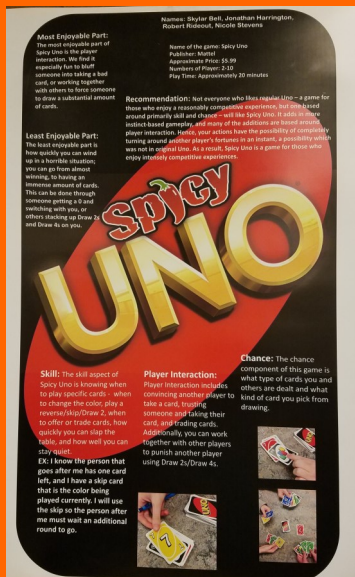 Names: Skylar Bell, Jonathan Harrington,
Robert Rideout, Nicole Stevens
Most Enjoyable Part:
The most enjoyable part of
Spicy Uno is the player
interaction. We find it
especially fun to bluff
someone into taking a bad
card, or working together
with others to force someone
to draw a substantial amount
of cards.
Name of the game: Spicy Uno
Publisher: Mattel
Approximate Price: $5.99
Numbers of Player: 2-10
Play Time: Approximately 20 minutes
Recommendation: Not everyone who likes regular Uno – a game for
those who enjoy a reasonably competitive experience, but one based
around primarily skill and chance – will like Spicy Uno. It adds in more
instinct-based gameplay, and many of the additions are based around
player interaction. Hence, your actions have the possibility of completely
turning around another player's fortunes in an instant, a possibility which
was not in original Uno. As a result, Spicy Uno is a game for those who
enjoy intensely competitive experiences.
Least Enjoyable Part:
The least enjoyable part is
how quickly you can wind
up in a horrible situation;
you can go from almost
winning, to having an
immense amount of cards.
This can be done through
someone getting a 0 and
switching with you, or
others stacking up Draw 2s
and Draw 4s on you.
Spicy
UNO
Skill: The skill aspect of
Spicy Uno is knowing when
to play specific cards - when
to change the color, play a
reverse/skip/Draw 2, when
to offer or trade cards, how
quickly you can slap the
table, and how well you can
stay quiet.
EX: I know the person that
goes after me has one card
left, and I have a skip card
that is the color being
played currently. I will use
the skip so the person after
me must wait an additional
round to go.
Player Interaction:
Player Interaction includes
convincing another player to
take a card, trusting
someone and taking their
card, and trading cards.
Additionally, you can work
together with other players
to punish another player
using Draw 2s/Draw 4s.
Chance: The chance
component of this game is
what type of cards you and
others are dealt and what
kind of card you pick from
drawing.
7